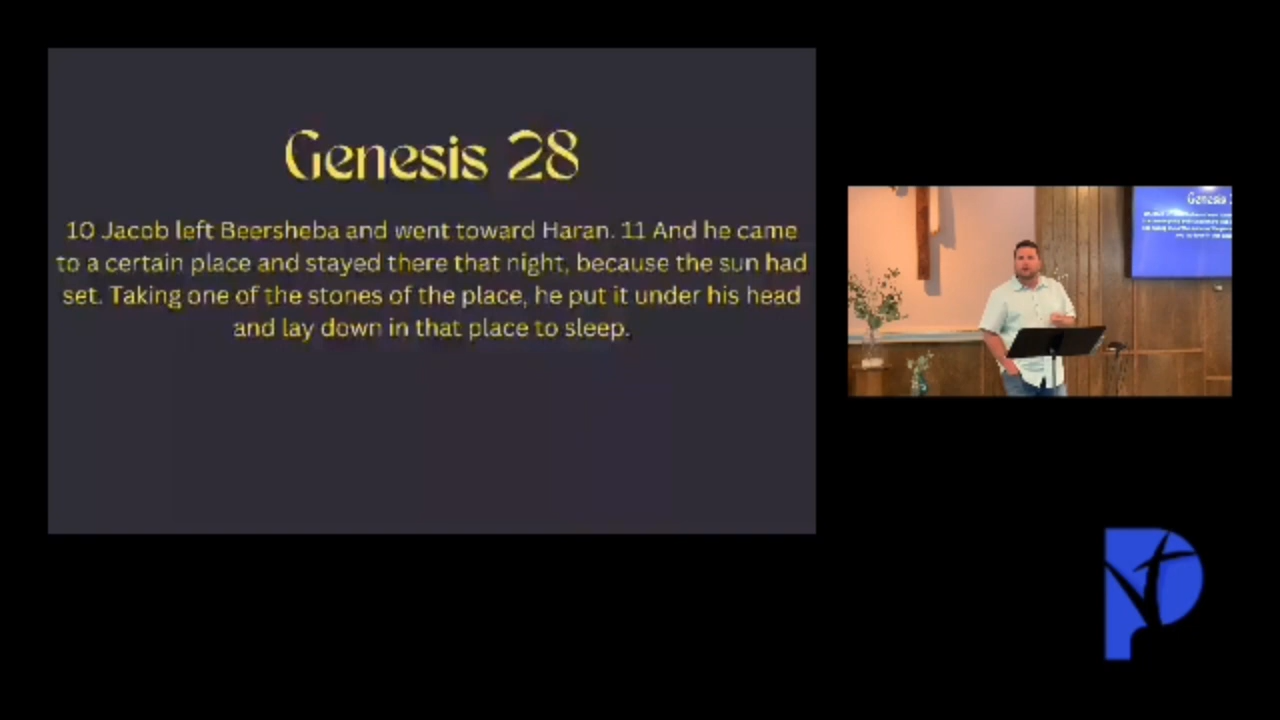 Genesis 28
10 Jacob left Beersheba and went toward Haran. 11 And he came
to a certain place and stayed there that night, because the sun had
set. Taking one of the stones of the place, he put it under his head
and lay down in that place to sleep.
Genesis